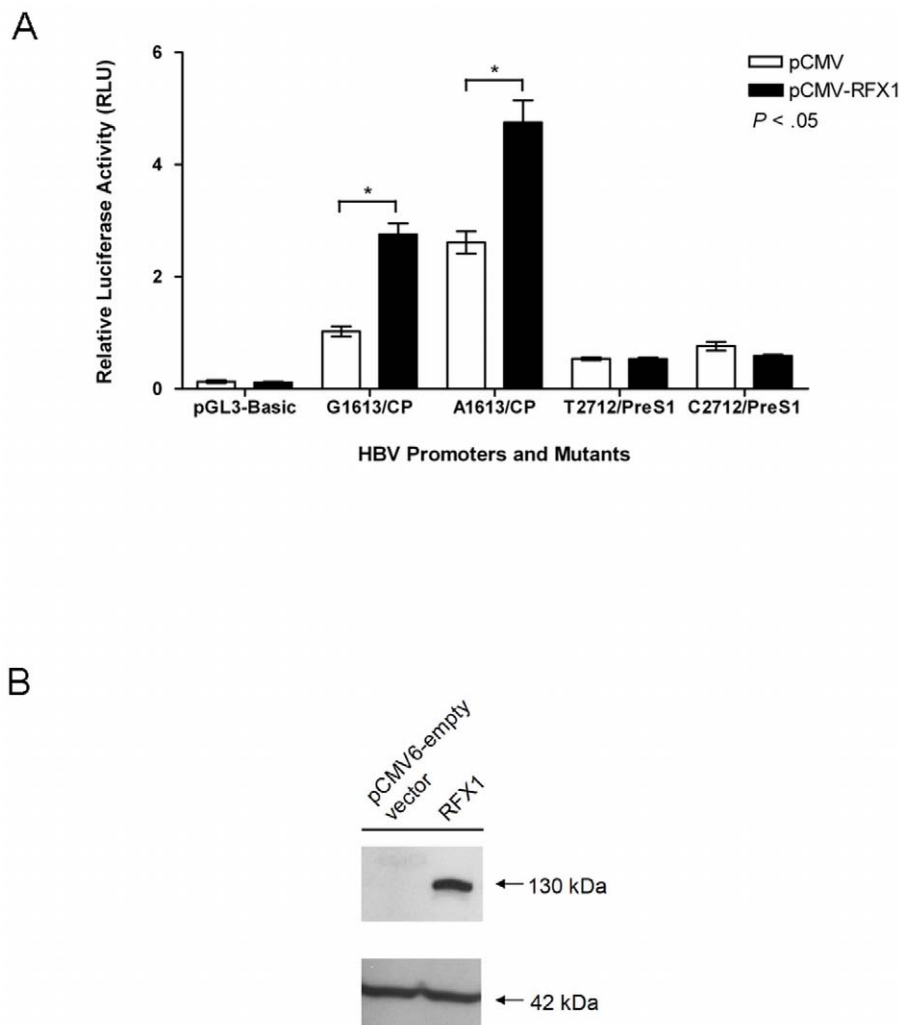 A
Relative Luciferase Activity (RLU)
6
4
2
0
*
*
pCMV
pCMV-RFX1
P < .05
pGL3-Basic
G1613/CP
A1613/CP
T2712/PreS1
C2712/PreS1
HBV Promoters and Mutants
B
pCMV6-empty
vector
RFX1
130 kDa
42 kDa